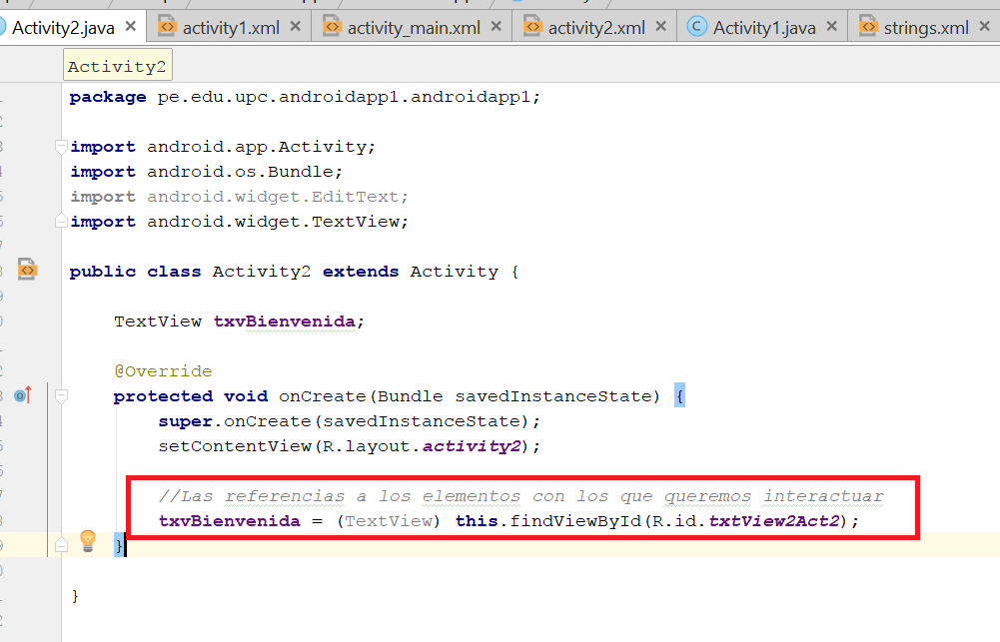 Activity2.java × activity1.xml × activity_main.xml × activity2.xml × Activity1.java × strings.xml ×
Activity2
package pe.edu.upc.androidapp1.androidapp1;
import android.app.Activity;
import android.os.Bundle;
import android.widget.EditText;
import android.widget.TextView;
public class Activity2 extends Activity {
TextView txvBienvenida;
@Override
protected void onCreate(Bundle savedInstanceState) {
super.onCreate(savedInstanceState);
setContentView(R.layout.activity2);
//Las referencias a los elementos con los que queremos interactuar
txvBienvenida = (TextView) this.findViewById(R.id.txtView2Act2);
}
}